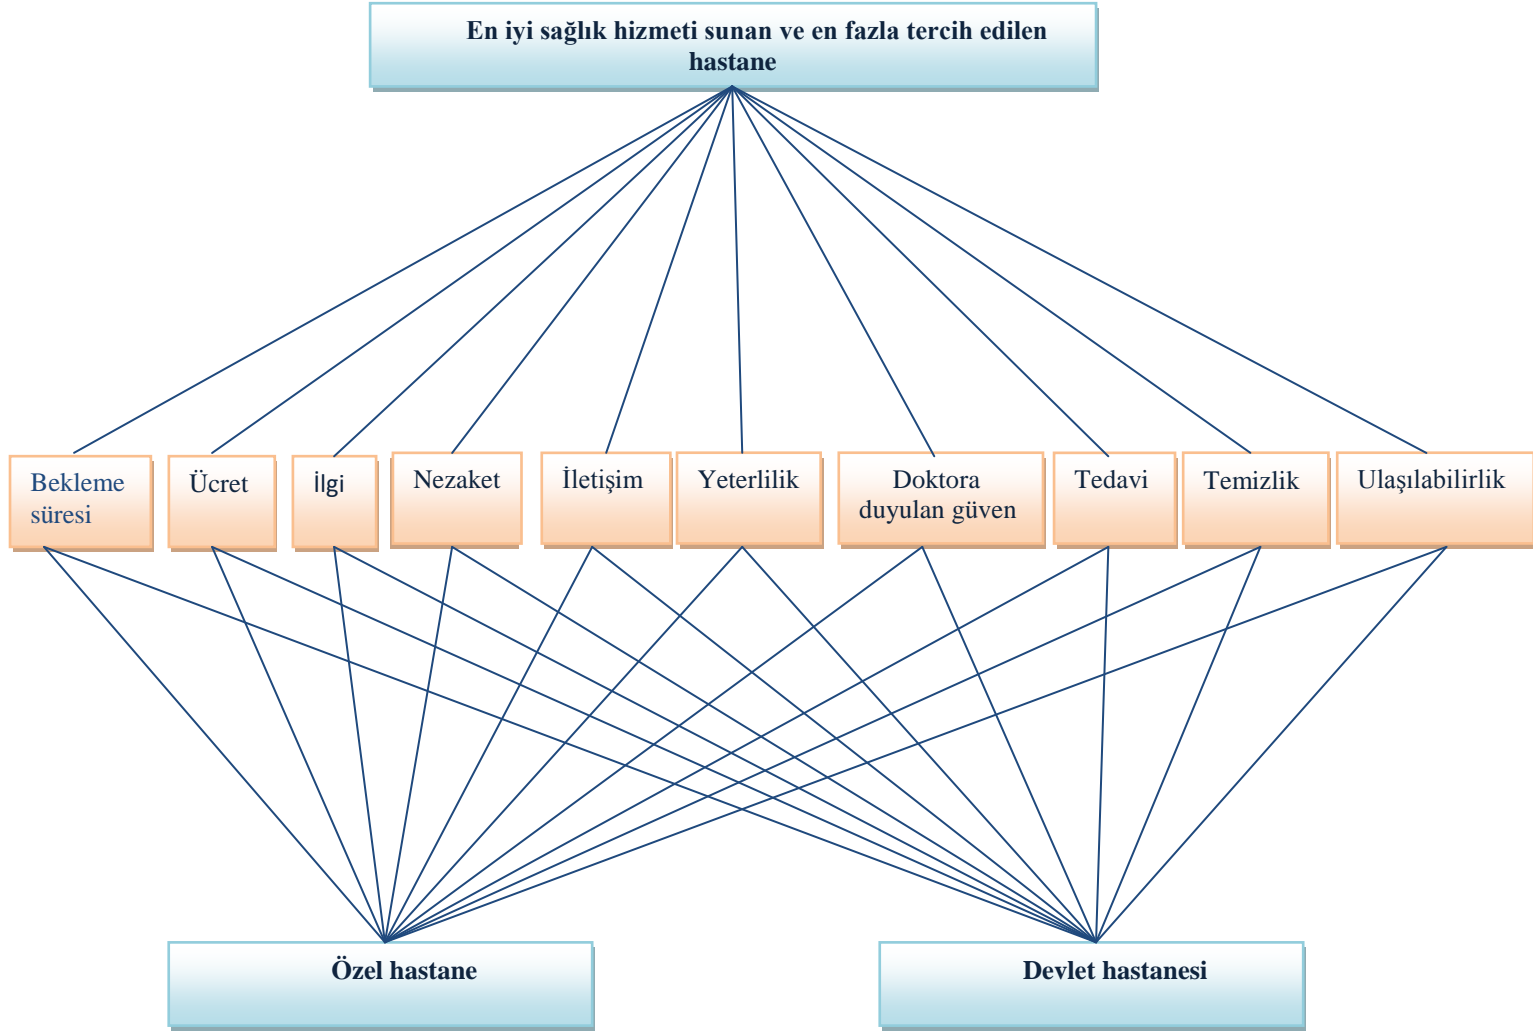 En iyi sağlık hizmeti sunan ve en fazla tercih edilen
hastane
Bekleme
süresi
Ücret
İlgi
Nezaket
İletişim
Yeterlilik
Doktora
duyulan güven
Tedavi
Temizlik
Ulaşılabilirlik
Özel hastane
Devlet hastanesi